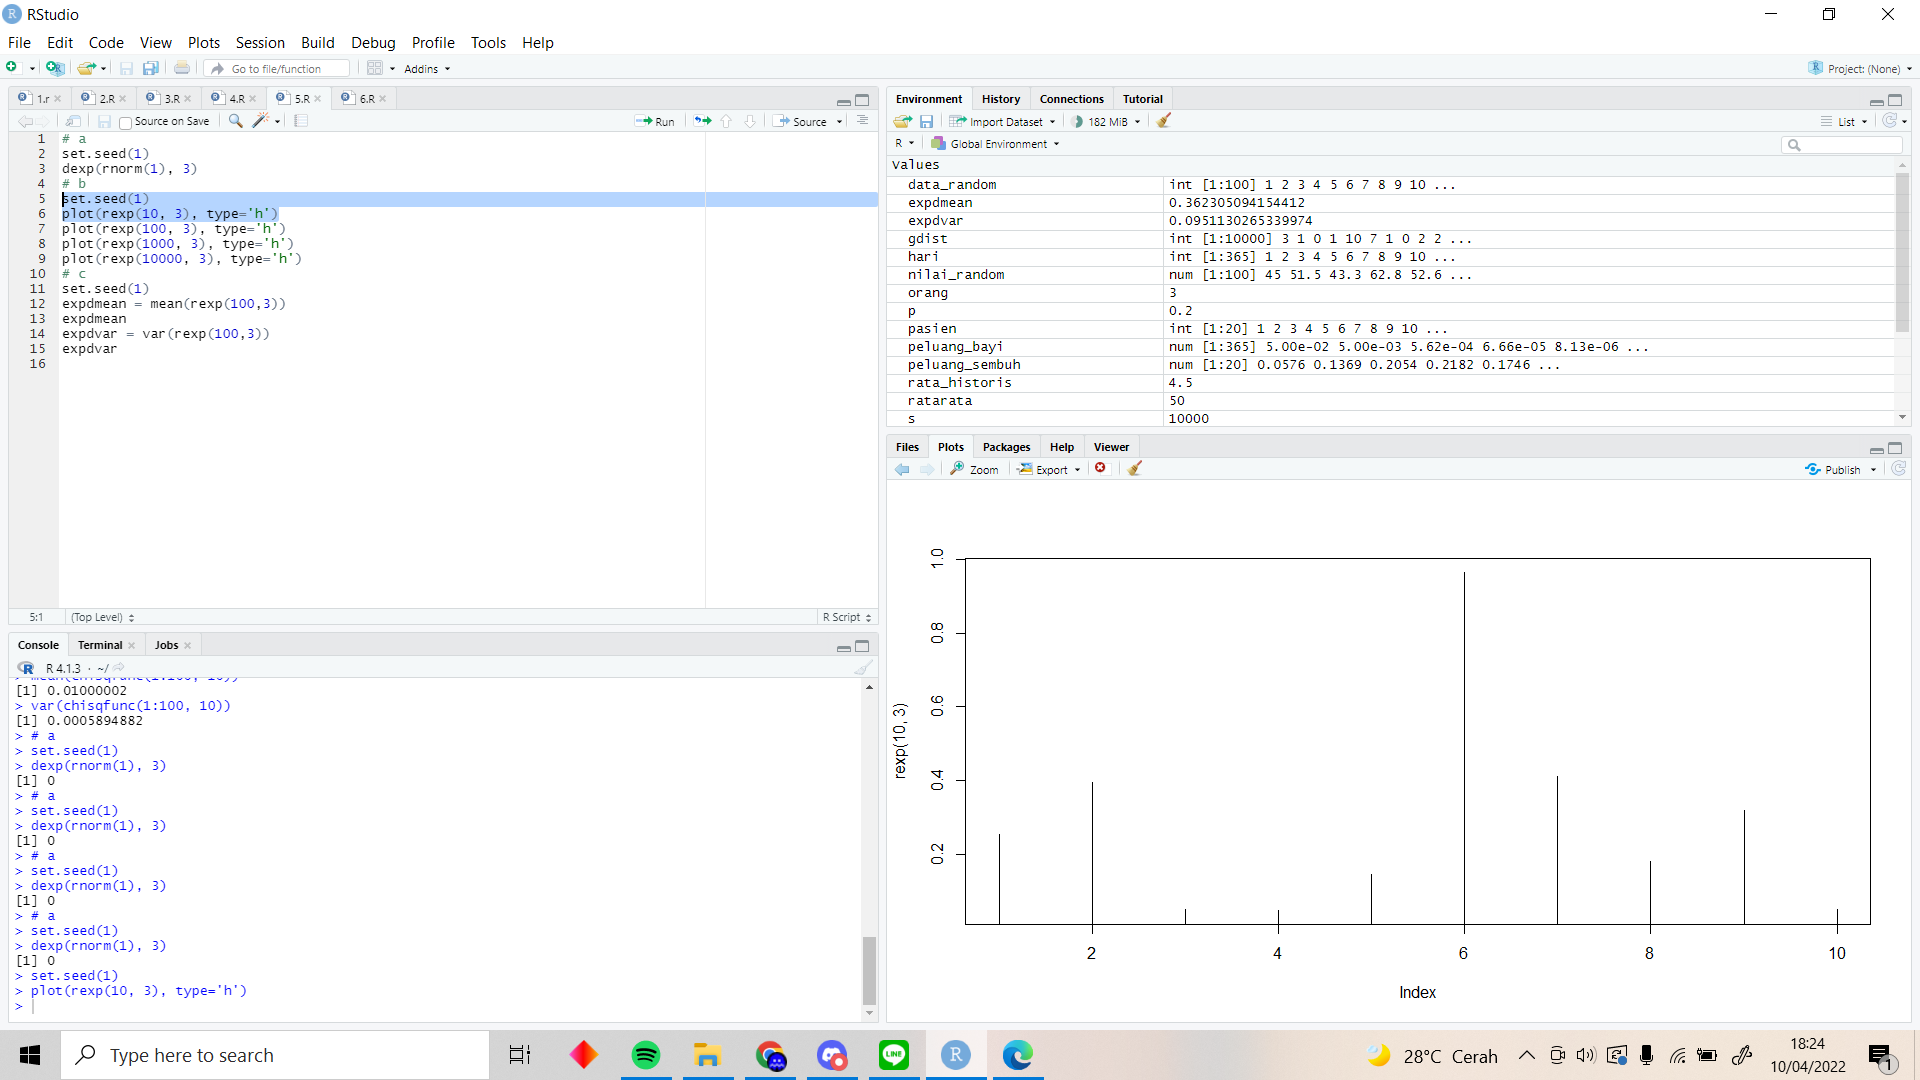 RStudio
File Edit Code View Plots Session Build Debug Profile Tools Help
Go to file/function Addins Project: (None)
1.r 2.R 3.R 4.R 5.R 6.R
Source on Save Run Source
1 # a
2 set.seed(1)
3 dexp(rnorm(1), 3)
4 # b
5 set.seed(1)
6 plot(rexp(10, 3), type='h')
7 plot(rexp(100, 3), type='h')
8 plot(rexp(1000, 3), type='h')
9 plot(rexp(10000, 3), type='h')
10 # c
11 set.seed(1)
12 expdmean = mean(rexp(100,3))
13 expdmean
14 expdvar = var(rexp(100,3))
15 expdvar
16
5:1 (Top Level) R Script
Console Terminal Jobs
R 4.1.3 · ~/
[1] 0.01000002
> var(chisqfunc(1:100, 10))
[1] 0.0005894882
> # a
> set.seed(1)
> dexp(rnorm(1), 3)
[1] 0
> # a
> set.seed(1)
> dexp(rnorm(1), 3)
[1] 0
> # a
> set.seed(1)
> dexp(rnorm(1), 3)
[1] 0
> # a
> set.seed(1)
> dexp(rnorm(1), 3)
[1] 0
> set.seed(1)
> plot(rexp(10, 3), type='h')
>
Environment History Connections Tutorial
Import Dataset 182 MiB List
R Global Environment
Values
data_random int [1:100] 1 2 3 4 5 6 7 8 9 10 ...
expdmean 0.362305094154412
expdvar 0.0951130265339974
gdist int [1:10000] 3 1 0 1 10 7 1 0 2 2 ...
hari int [1:365] 1 2 3 4 5 6 7 8 9 10 ...
nilai_random num [1:100] 45 51.5 43.3 62.8 52.6 ...
orang 3
p 0.2
pasien int [1:20] 1 2 3 4 5 6 7 8 9 10 ...
peluang_bayi num [1:365] 5.00e-02 5.00e-03 5.62e-04 6.66e-05 8.13e-06 ...
peluang_sembuh num [1:20] 0.0576 0.1369 0.2054 0.2182 0.1746 ...
rata_historis 4.5
ratarata 50
s 10000
Files Plots Packages Help Viewer
Zoom Export Publish
1.0
0.8
0.6
0.4
0.2
rexp(10, 3)
2 4 6 8 10
Index
Type here to search
LINE
R
28°C Cerah
18:24
10/04/2022
1